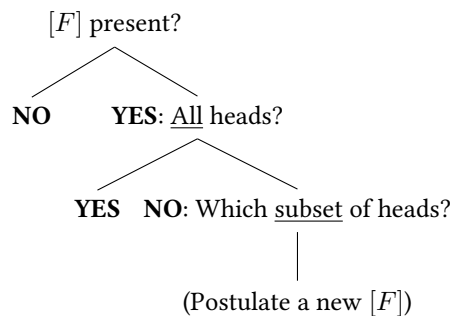 [F] present?
NO YES: All heads?
YES NO: Which subset of heads?
(Postulate a new [F])